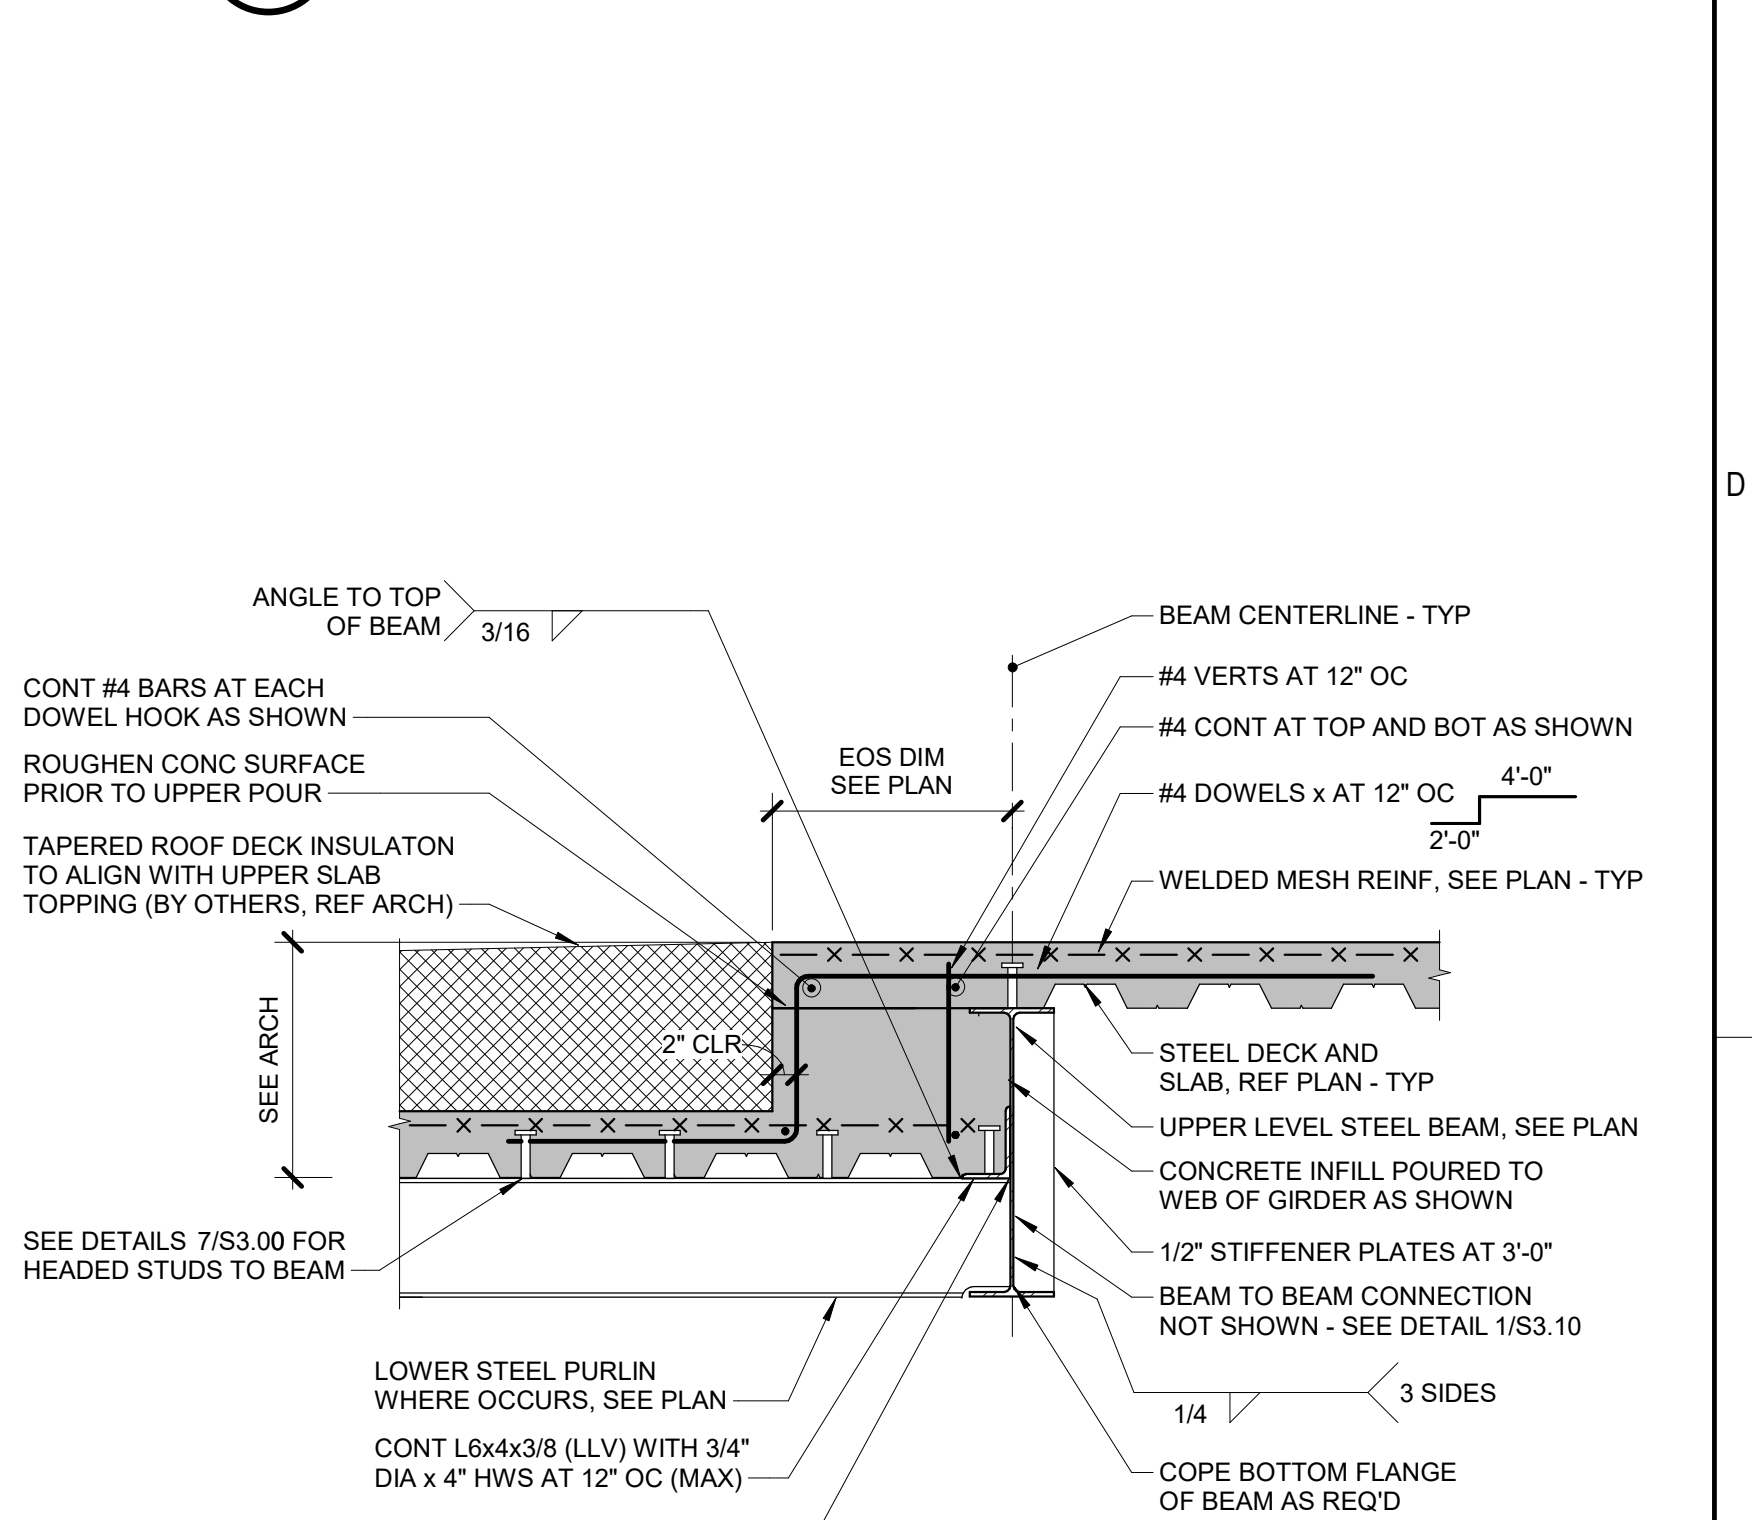 D
ANGLE TO TOP
OF BEAM
3/16
BEAM CENTERLINE - TYP
CONT #4 BARS AT EACH
DOWEL HOOK AS SHOWN
#4 VERTS AT 12" OC
ROUGHEN CONC SURFACE
PRIOR TO UPPER POUR
EOS DIM
SEE PLAN
#4 CONT AT TOP AND BOT AS SHOWN
#4 DOWELS x AT 12" OC
4'-0"
2'-0"
TAPERED ROOF DECK INSULATON
TO ALIGN WITH UPPER SLAB
TOPPING (BY OTHERS, REF ARCH)
WELDED MESH REINF, SEE PLAN - TYP
SEE ARCH
2" CLR
STEEL DECK AND
SLAB, REF PLAN - TYP
UPPER LEVEL STEEL BEAM, SEE PLAN
CONCRETE INFILL POURED TO
WEB OF GIRDER AS SHOWN
SEE DETAILS 7/S3.00 FOR
HEADED STUDS TO BEAM
1/2" STIFFENER PLATES AT 3'-0"
BEAM TO BEAM CONNECTION
NOT SHOWN - SEE DETAIL 1/S3.10
LOWER STEEL PURLIN
WHERE OCCURS, SEE PLAN
1/4
3 SIDES
CONT L6x4x3/8 (LLV) WITH 3/4"
DIA x 4" HWS AT 12" OC (MAX)
COPE BOTTOM FLANGE
OF BEAM AS REQ'D